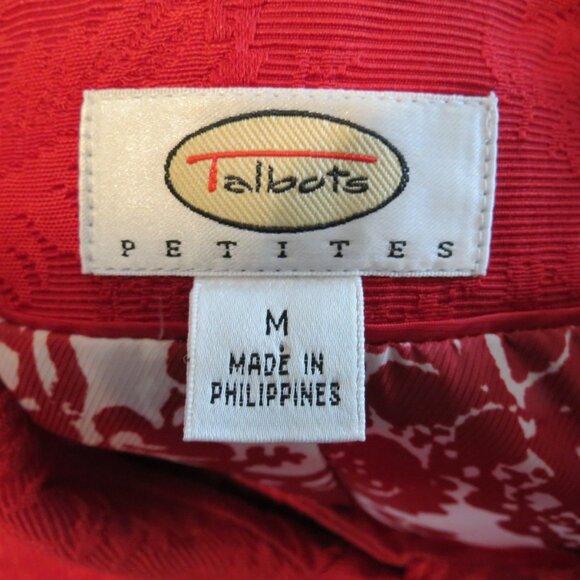 Talbots
PETITES
M
MADE IN
PHILIPPINES